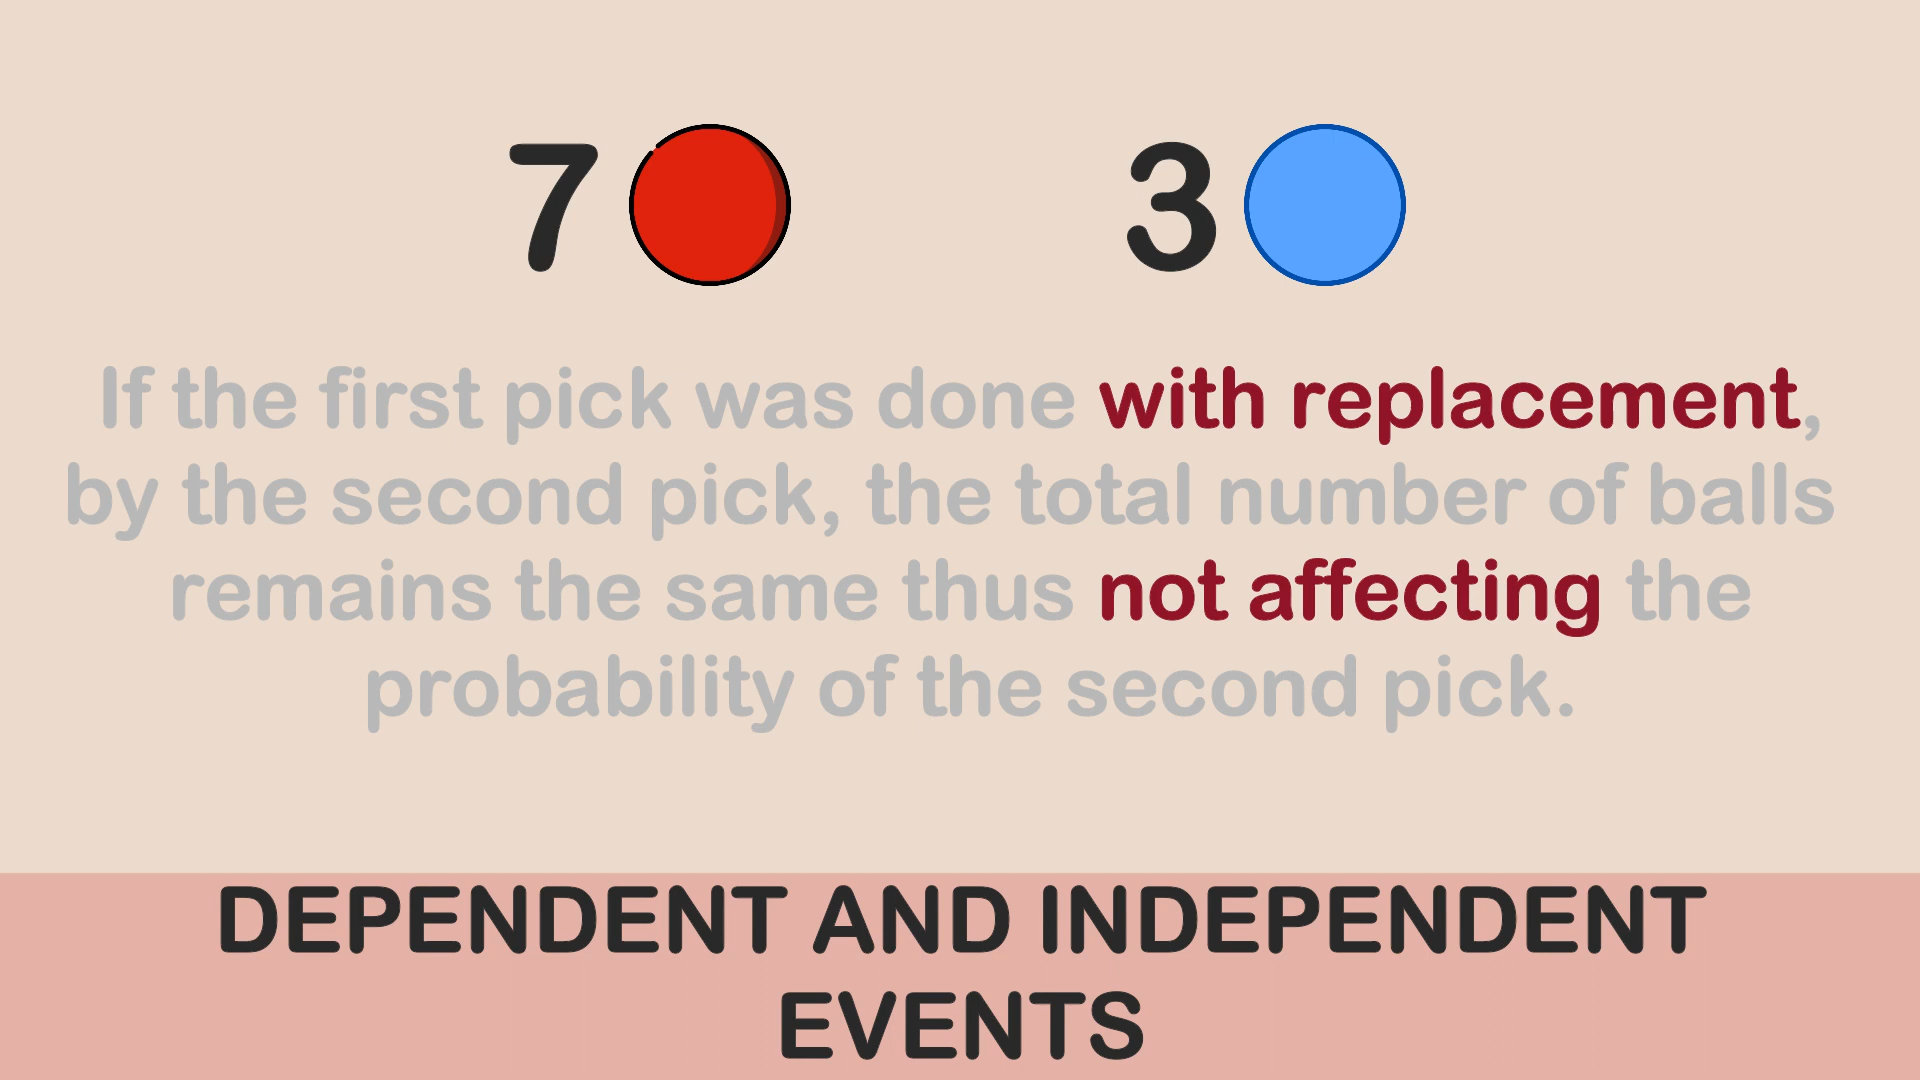 7 3
If the first pick was done with replacement,
by the second pick, the total number of balls
remains the same thus not affecting the
probability of the second pick.
DEPENDENT AND INDEPENDENT
EVENTS